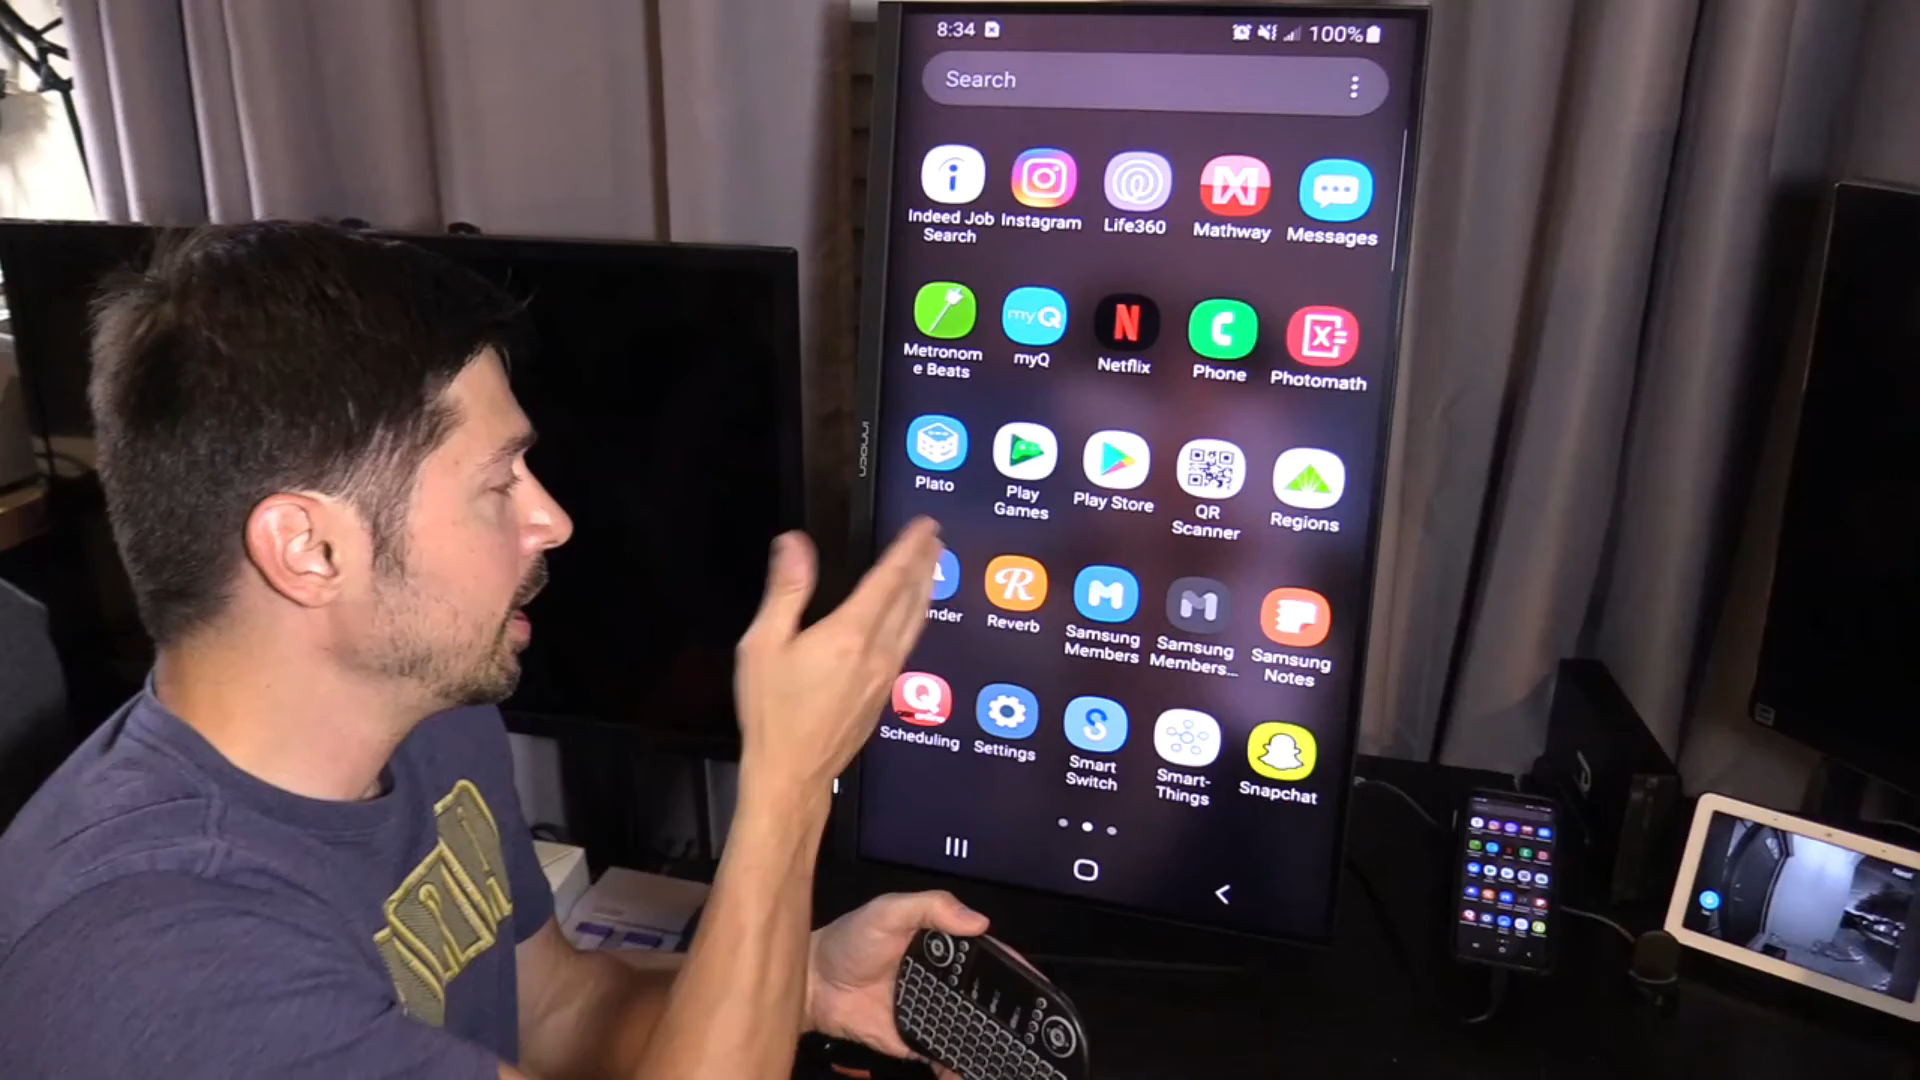 8:34
100%
Search
Indeed Job
Search
Instagram
Life360
Mathway
Messages
myQ
N
Metronom
e Beats
myQ
Netflix
Phone
Photomath
Plato
Play
Games
Play Store
QR
Scanner
Regions
nder
R
Reverb
Samsung
Members
Samsung
Members...
Samsung
Notes
Q
Scheduling
Settings
S
Smart
Switch
Smart-
Things
Snapchat
innocn